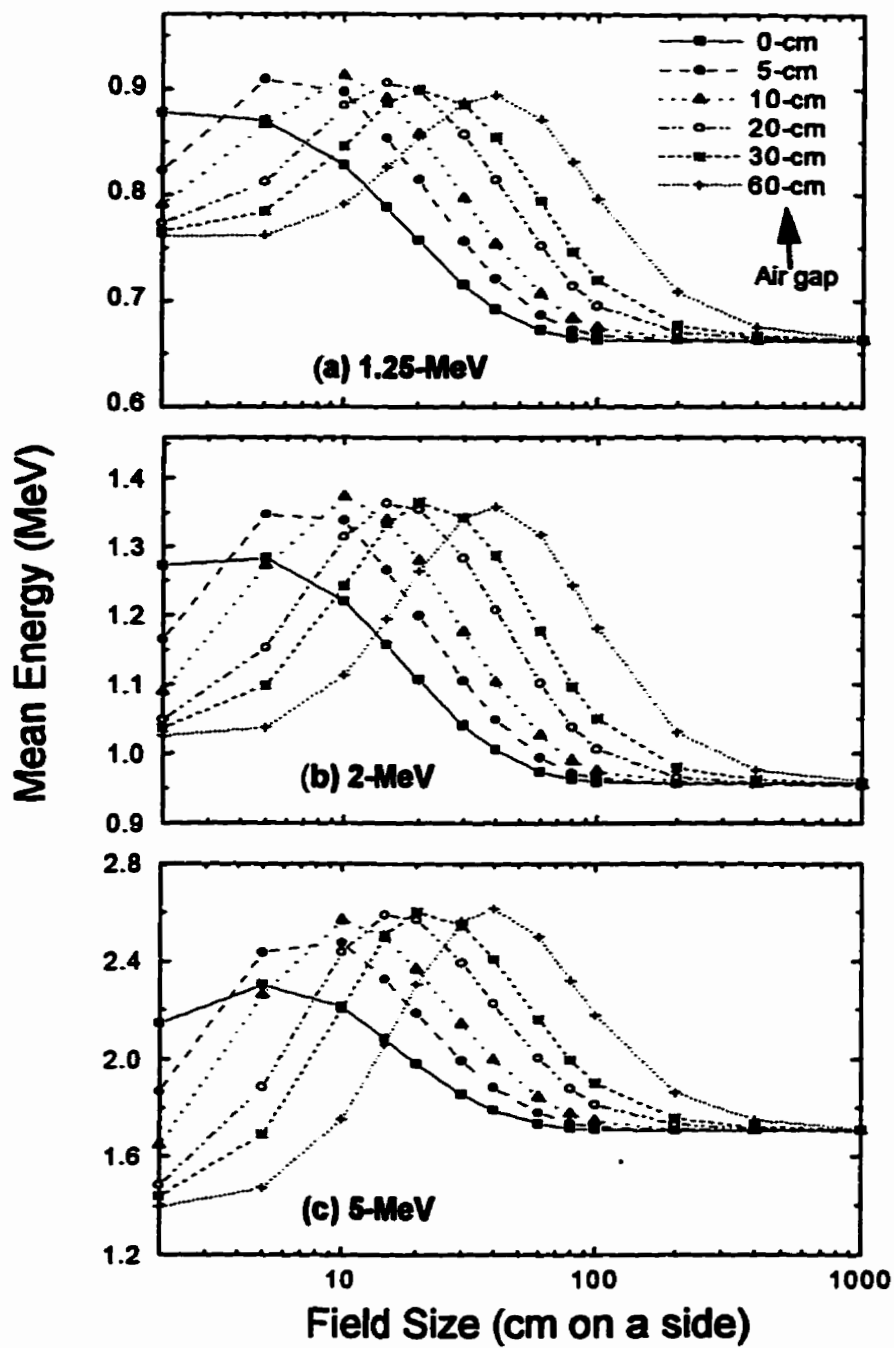 Mean Energy (MeV)
0.9
0.8
0.7
0.6
0-cm
5-cm
10-cm
20-cm
30-cm
60-cm
Air gap
(a) 1.25-MeV
1.4
1.3
1.2
1.1
1.0
0.9
(b) 2-MeV
2.8
2.4
2.0
1.6
1.2
(c) 5-MeV
10
100
1000
Field Size (cm on a side)